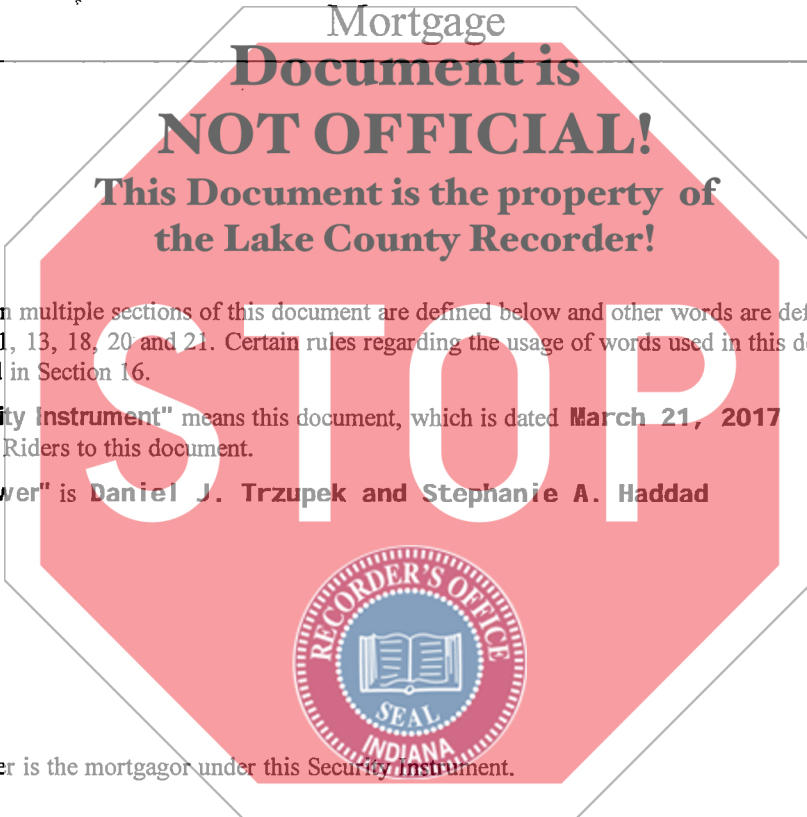 Mortgage
Document is
NOT OFFICIAL!
This Document is the property of
the Lake County Recorder!
n multiple sections of this document are defined below and other words are def
1, 13, 18, 20 and 21. Certain rules regarding the usage of words used in this d
in Section 16.
ty Instrument" means this document, which is dated March 21, 2017
Riders to this document.
wer" is Daniel J. Trzupek and Stephanie A. Haddad
STOP
RECORDER'S OFFICE
SEAL
INDIANA
er is the mortgagor under this Security Instrument.